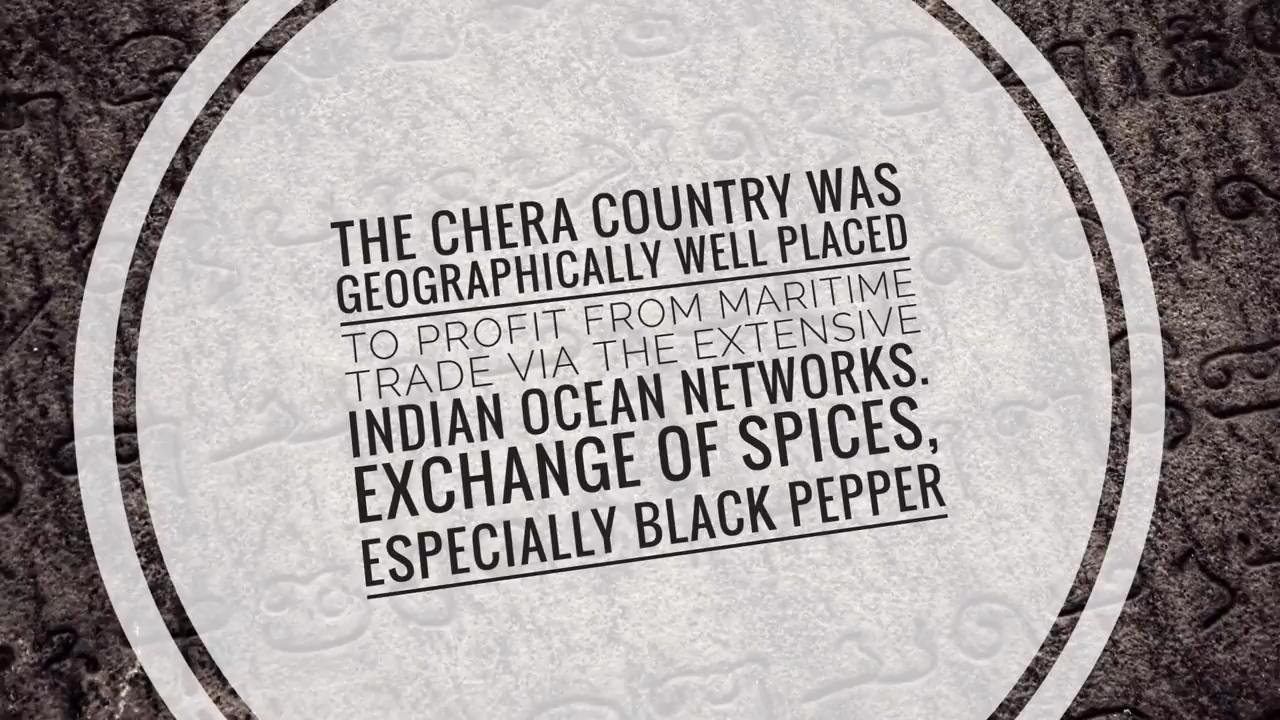 THE CHERA COUNTRY WAS
GEOGRAPHICALLY WELL PLACED
TO PROFIT FROM MARITIME
TRADE VIA THE EXTENSIVE
INDIAN OCEAN NETWORKS.
EXCHANGE OF SPICES,
ESPECIALLY BLACK PEPPER